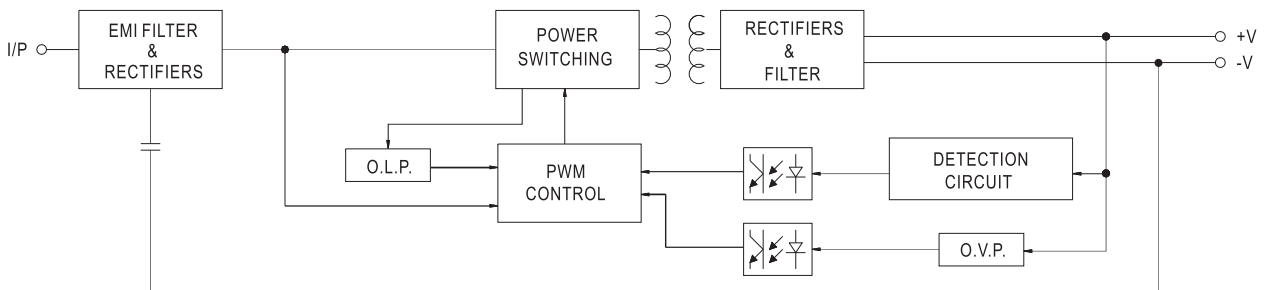 I/P
EMI FILTER
&
RECTIFIERS
POWER
SWITCHING
RECTIFIERS
&
FILTER
+V
-V
O.L.P.
PWM
CONTROL
DETECTION
CIRCUIT
O.V.P.